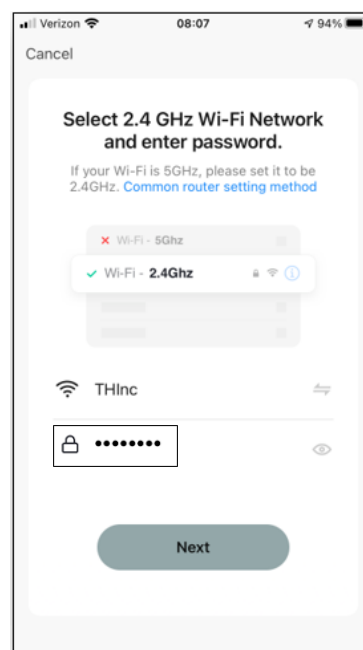 Verizon 08:07 94%
Cancel
Select 2.4 GHz Wi-Fi Network
and enter password.
If your Wi-Fi is 5GHz, please set it to be
2.4GHz. Common router setting method
Wi-Fi - 5Ghz
Wi-Fi - 2.4Ghz
THInc
••••••••
Next